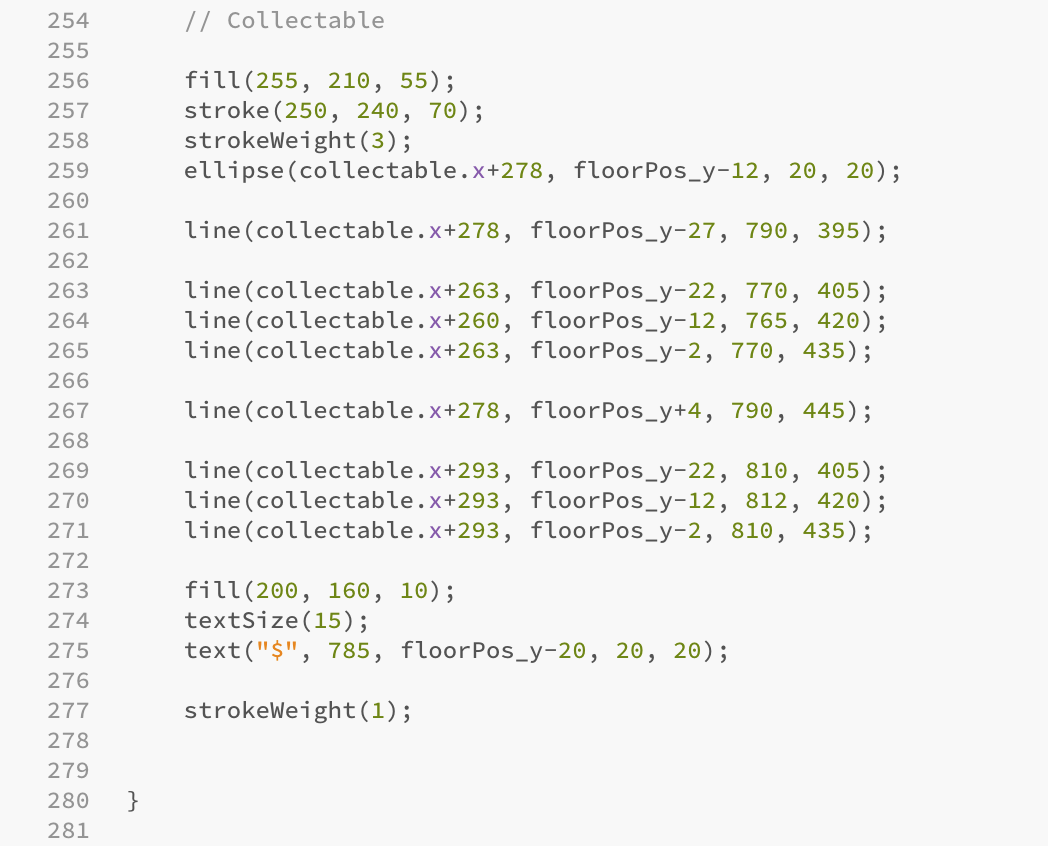 254 // Collectable
255
256 fill(255, 210, 55);
257 stroke(250, 240, 70);
258 strokeWeight(3);
259 ellipse(collectable.x+278, floorPos_y-12, 20, 20);
260
261 line(collectable.x+278, floorPos_y-27, 790, 395);
262
263 line(collectable.x+263, floorPos_y-22, 770, 405);
264 line(collectable.x+260, floorPos_y-12, 765, 420);
265 line(collectable.x+263, floorPos_y-2, 770, 435);
266
267 line(collectable.x+278, floorPos_y+4, 790, 445);
268
269 line(collectable.x+293, floorPos_y-22, 810, 405);
270 line(collectable.x+293, floorPos_y-12, 812, 420);
271 line(collectable.x+293, floorPos_y-2, 810, 435);
272
273 fill(200, 160, 10);
274 textSize(15);
275 text("$", 785, floorPos_y-20, 20, 20);
276
277 strokeWeight(1);
278
279
280 }
281